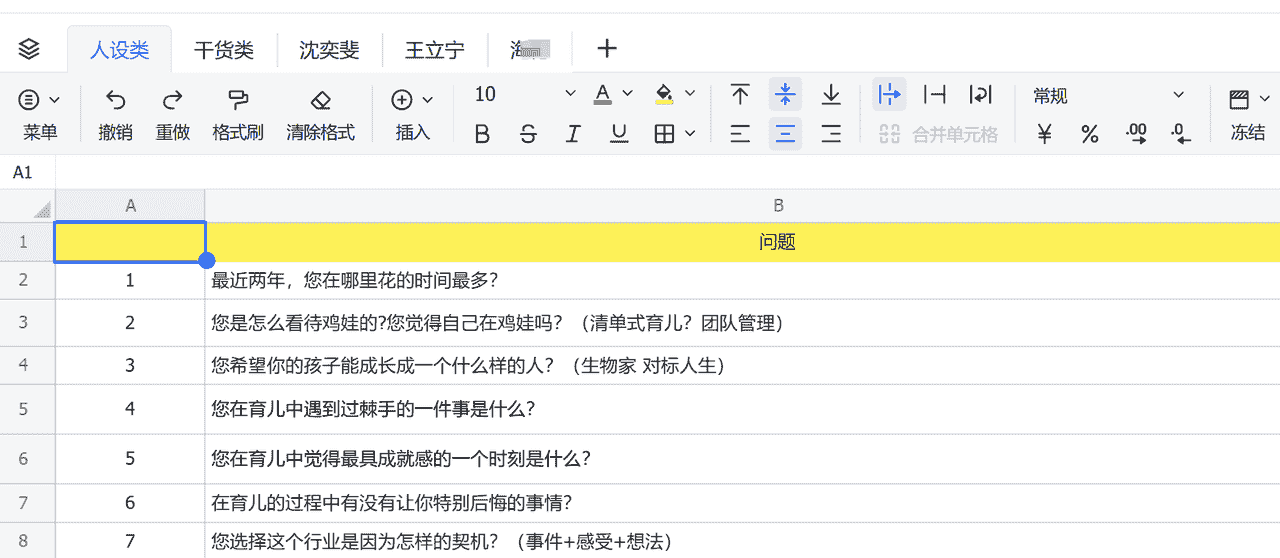 人设类 干货类 沈奕斐 王立宁
10 常规
菜单 撤销 重做 格式刷 清除格式 插入 B S I U 合并单元格 ¥ % .00 .0 冻结
A1
A B
1 问题
2 1 最近两年，您在哪里花的时间最多？
3 2 您是怎么看待鸡娃的?您觉得自己在鸡娃吗？（清单式育儿？团队管理）
4 3 您希望你的孩子能成长成一个什么样的人？（生物家 对标人生）
5 4 您在育儿中遇到过棘手的一件事是什么？
6 5 您在育儿中觉得最具成就感的一个时刻是什么？
7 6 在育儿的过程中有没有让你特别后悔的事情？
8 7 您选择这个行业是因为怎样的契机？（事件+感受+想法）